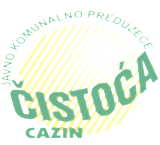 JAVNO KOMUNALNO PREDUZEĆE
ČISTOĆA
CAZIN